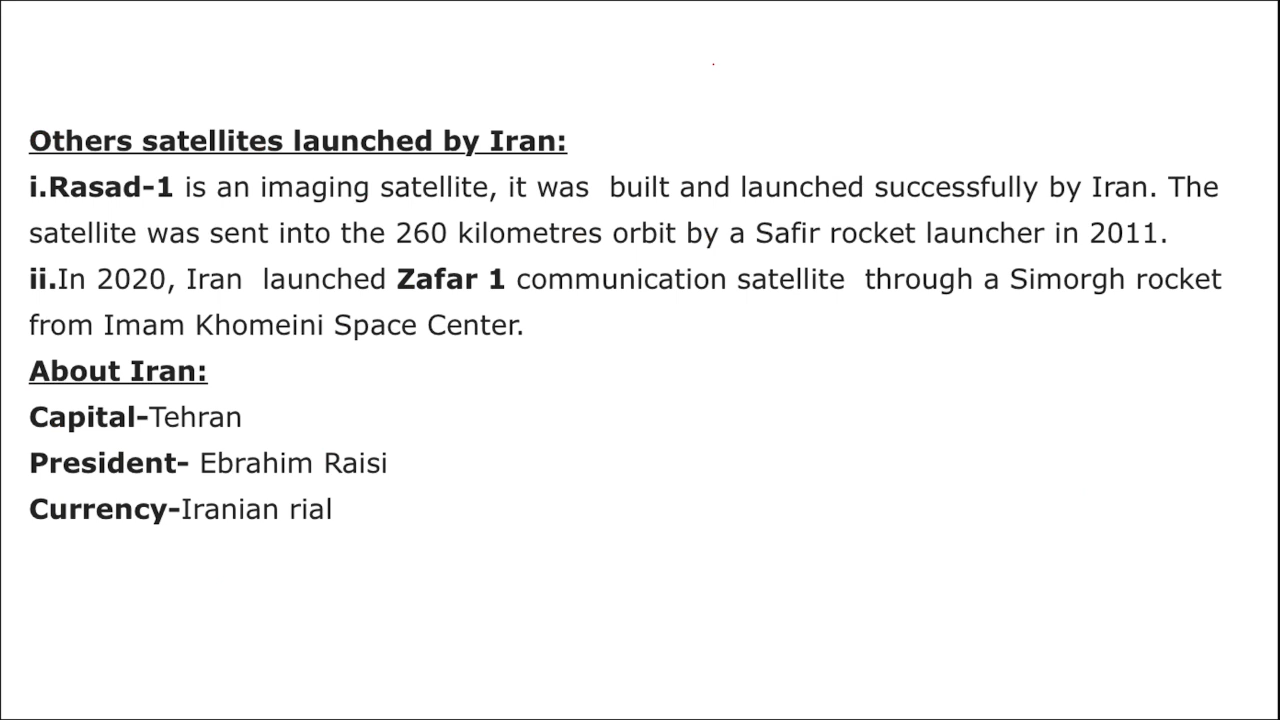 Others satellites launched by Iran:
i.Rasad-1 is an imaging satellite, it was  built and launched successfully by Iran. The
satellite was sent into the 260 kilometres orbit by a Safir rocket launcher in 2011.
ii.In 2020, Iran  launched Zafar 1 communication satellite  through a Simorgh rocket
from Imam Khomeini Space Center.
About Iran:
Capital-Tehran
President- Ebrahim Raisi
Currency-Iranian rial